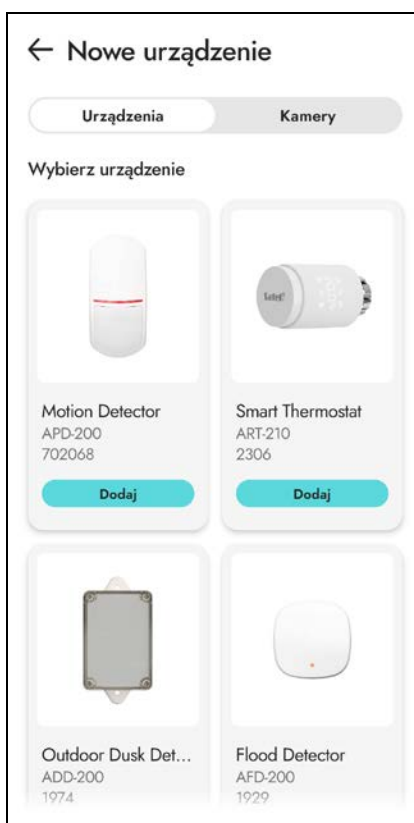 ← Nowe urządzenie
Urządzenia Kamery
Wybierz urządzenie
Satel
Motion Detector
APD-200
702068
Dodaj
Smart Thermostat
ART-210
2306
Dodaj
Outdoor Dusk Det...
ADD-200
1974
Flood Detector
AFD-200
1929